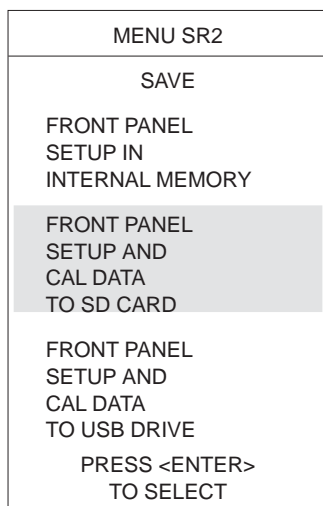 MENU SR2
SAVE
FRONT PANEL
SETUP IN
INTERNAL MEMORY
FRONT PANEL
SETUP AND
CAL DATA
TO SD CARD
FRONT PANEL
SETUP AND
CAL DATA
TO USB DRIVE
PRESS <ENTER>
TO SELECT